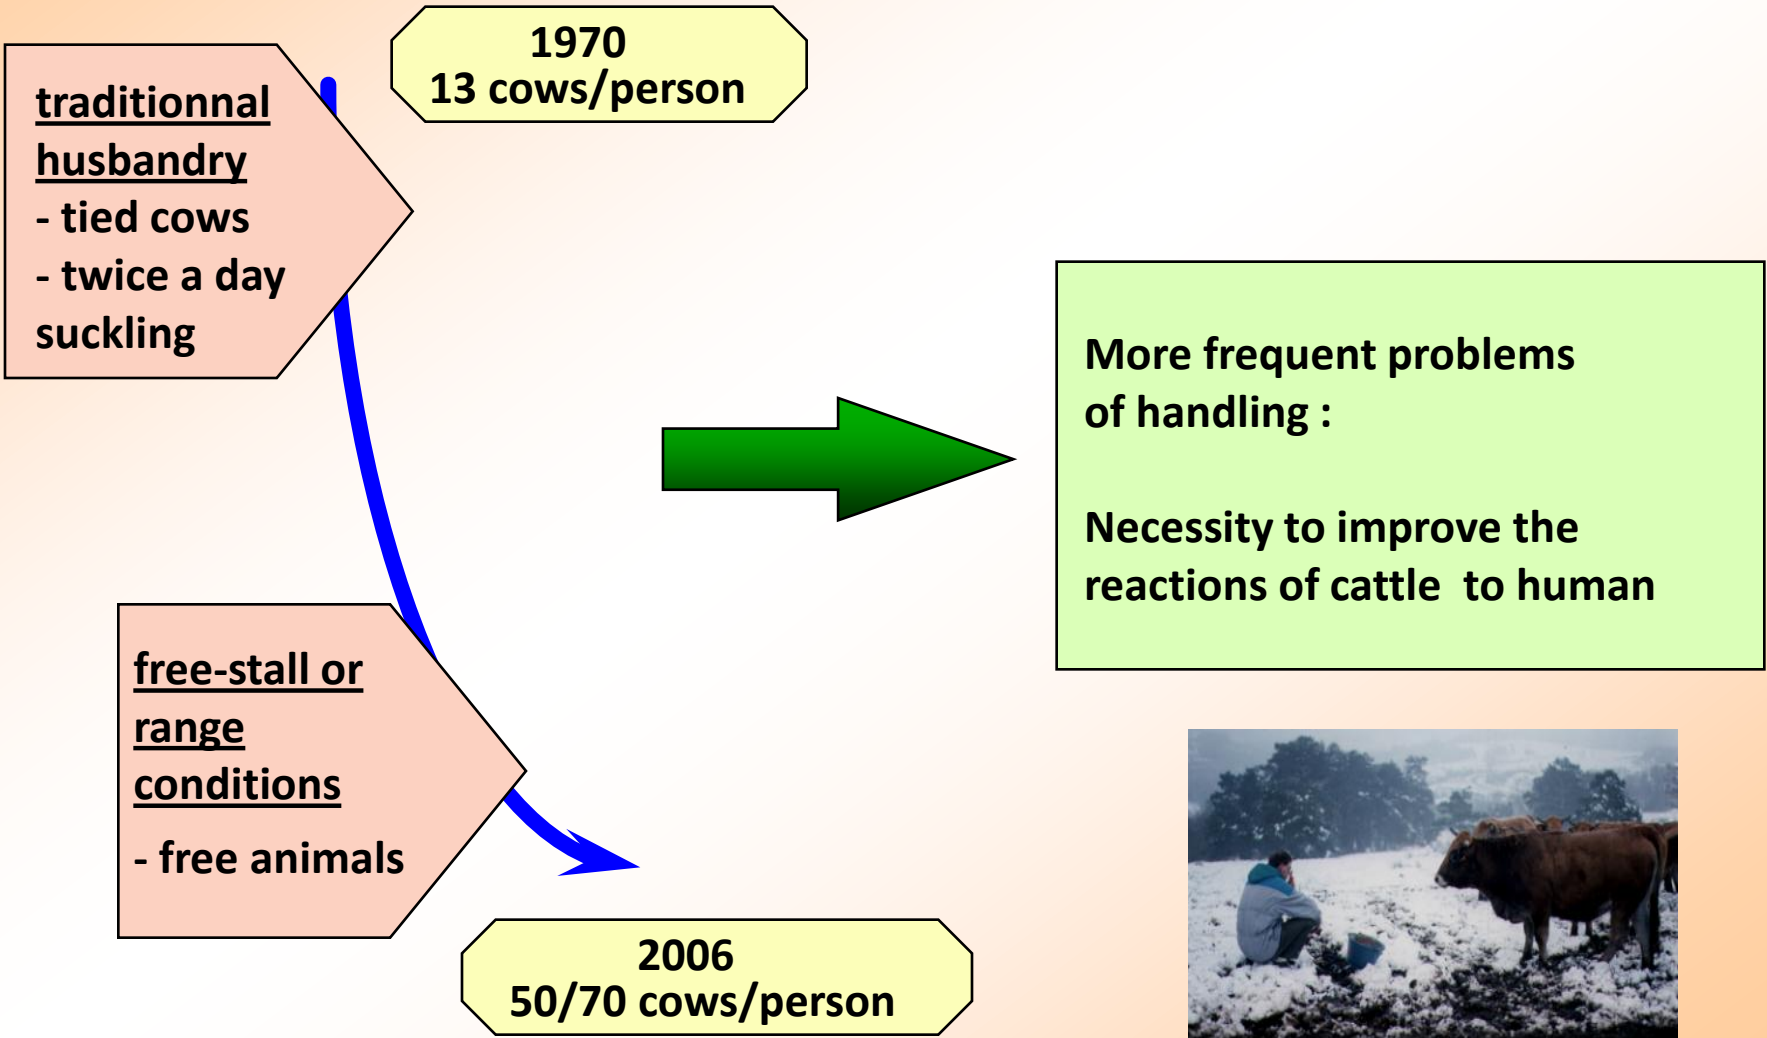 1970
13 cows/person
traditionnal
husbandry
- tied cows
- twice a day
suckling
More frequent problems
of handling :
Necessity to improve the
reactions of cattle  to human
free-stall or
range
conditions
- free animals
2006
50/70 cows/person